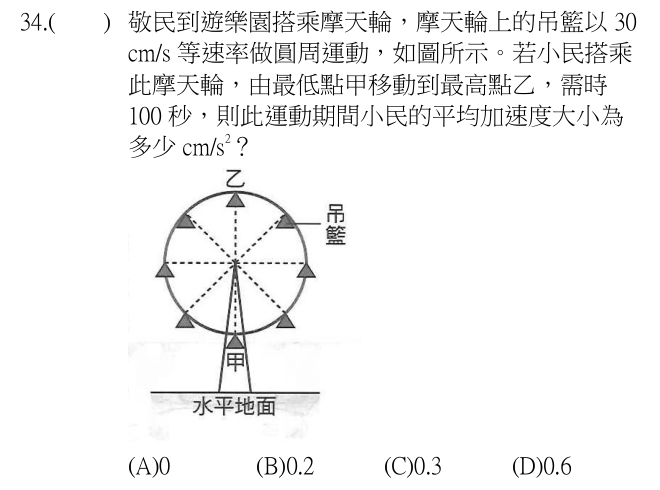 34.(　　) 敬民到遊樂園搭乘摩天輪，摩天輪上的吊籃以 30
cm/s 等速率做圓周運動，如圖所示。若小民搭乘
此摩天輪，由最低點甲移動到最高點乙，需時
100 秒，則此運動期間小民的平均加速度大小為
多少 cm/s²？
乙
吊籃
甲
水平地面
(A)0　　(B)0.2　　(C)0.3　　(D)0.6